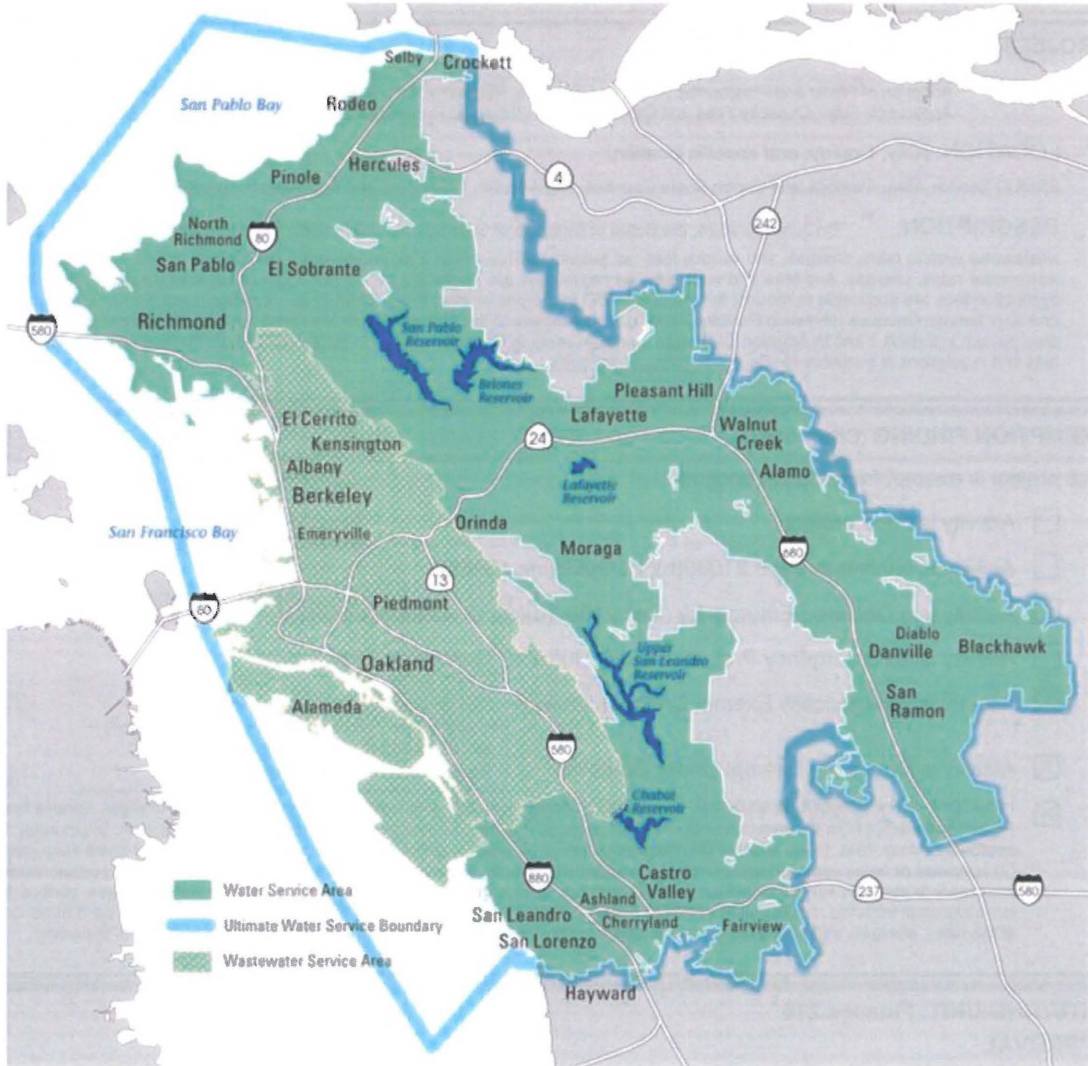 Selby
Crockett
San Pablo Bay
Rodeo
Hercules
Pinole
4
242
North
Richmond
80
San Pablo
El Sobrante
Richmond
580
San Pablo
Reservoir
Briones
Reservoir
Pleasant Hill
Lafayette
Walnut
Creek
El Cerrito
Kensington
24
Albany
Alamo
Berkeley
Lafayette
Reservoir
San Francisco Bay
Emeryville
Orinda
Moraga
680
13
80
Piedmont
Diablo
Danville
Blackhawk
Oakland
Upper
San Leandro
Reservoir
Alameda
San
Ramon
580
Chabot
Reservoir
880
Castro
Valley
237
580
Ashland
San Leandro
Cherryland
Fairview
San Lorenzo
Hayward
Water Service Area
Ultimate Water Service Boundary
Wastewater Service Area